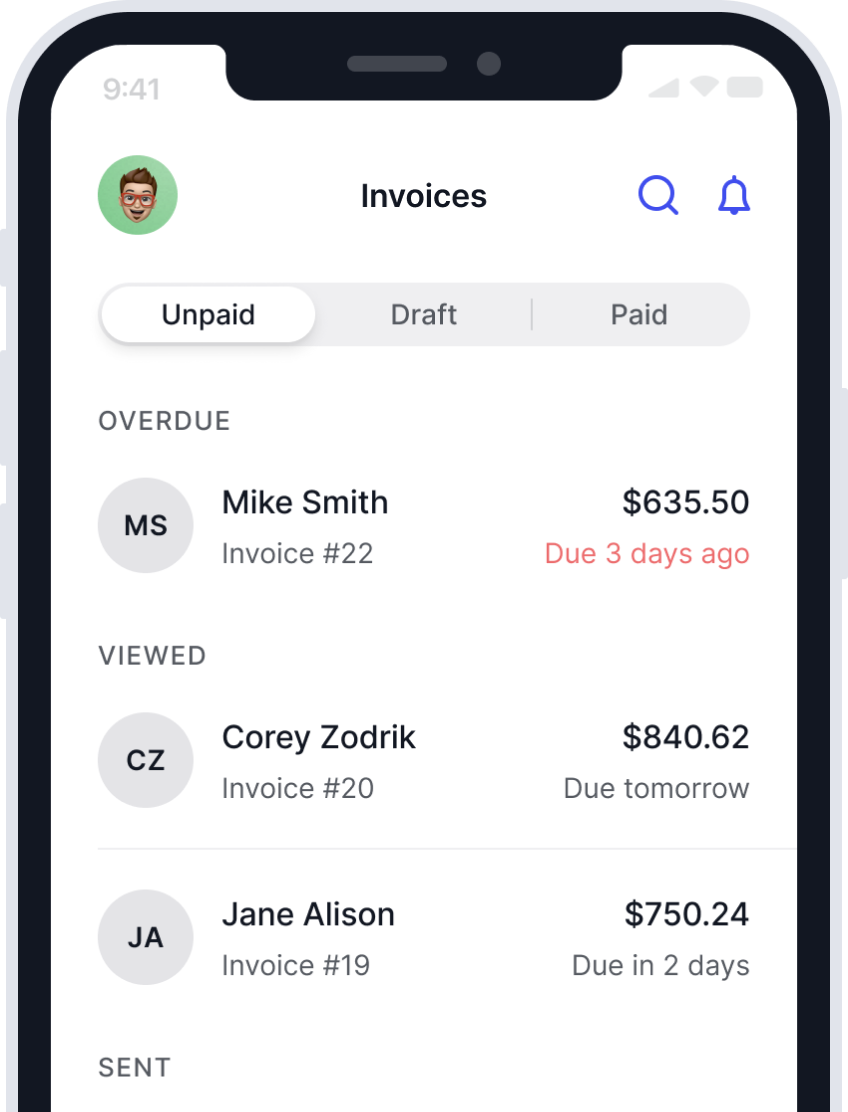 9:41
Invoices
Unpaid Draft Paid
OVERDUE
MS Mike Smith $635.50
Invoice #22 Due 3 days ago
VIEWED
CZ Corey Zodrik $840.62
Invoice #20 Due tomorrow
JA Jane Alison $750.24
Invoice #19 Due in 2 days
SENT